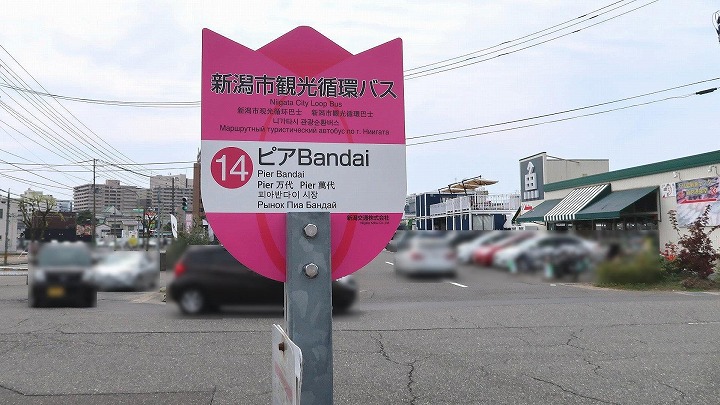 新潟市観光循環バス
Niigata City Loop Bus
新潟市观光循环巴士 新潟市觀光循環巴士
니가타시 관광순환버스
Маршрутный туристический автобус по г. Ниигата
14 ピアBandai
Pier Bandai
Pier 万代 Pier 萬代
피아반다이 시장
Рынок Пиа Бандай
新潟交通株式会社